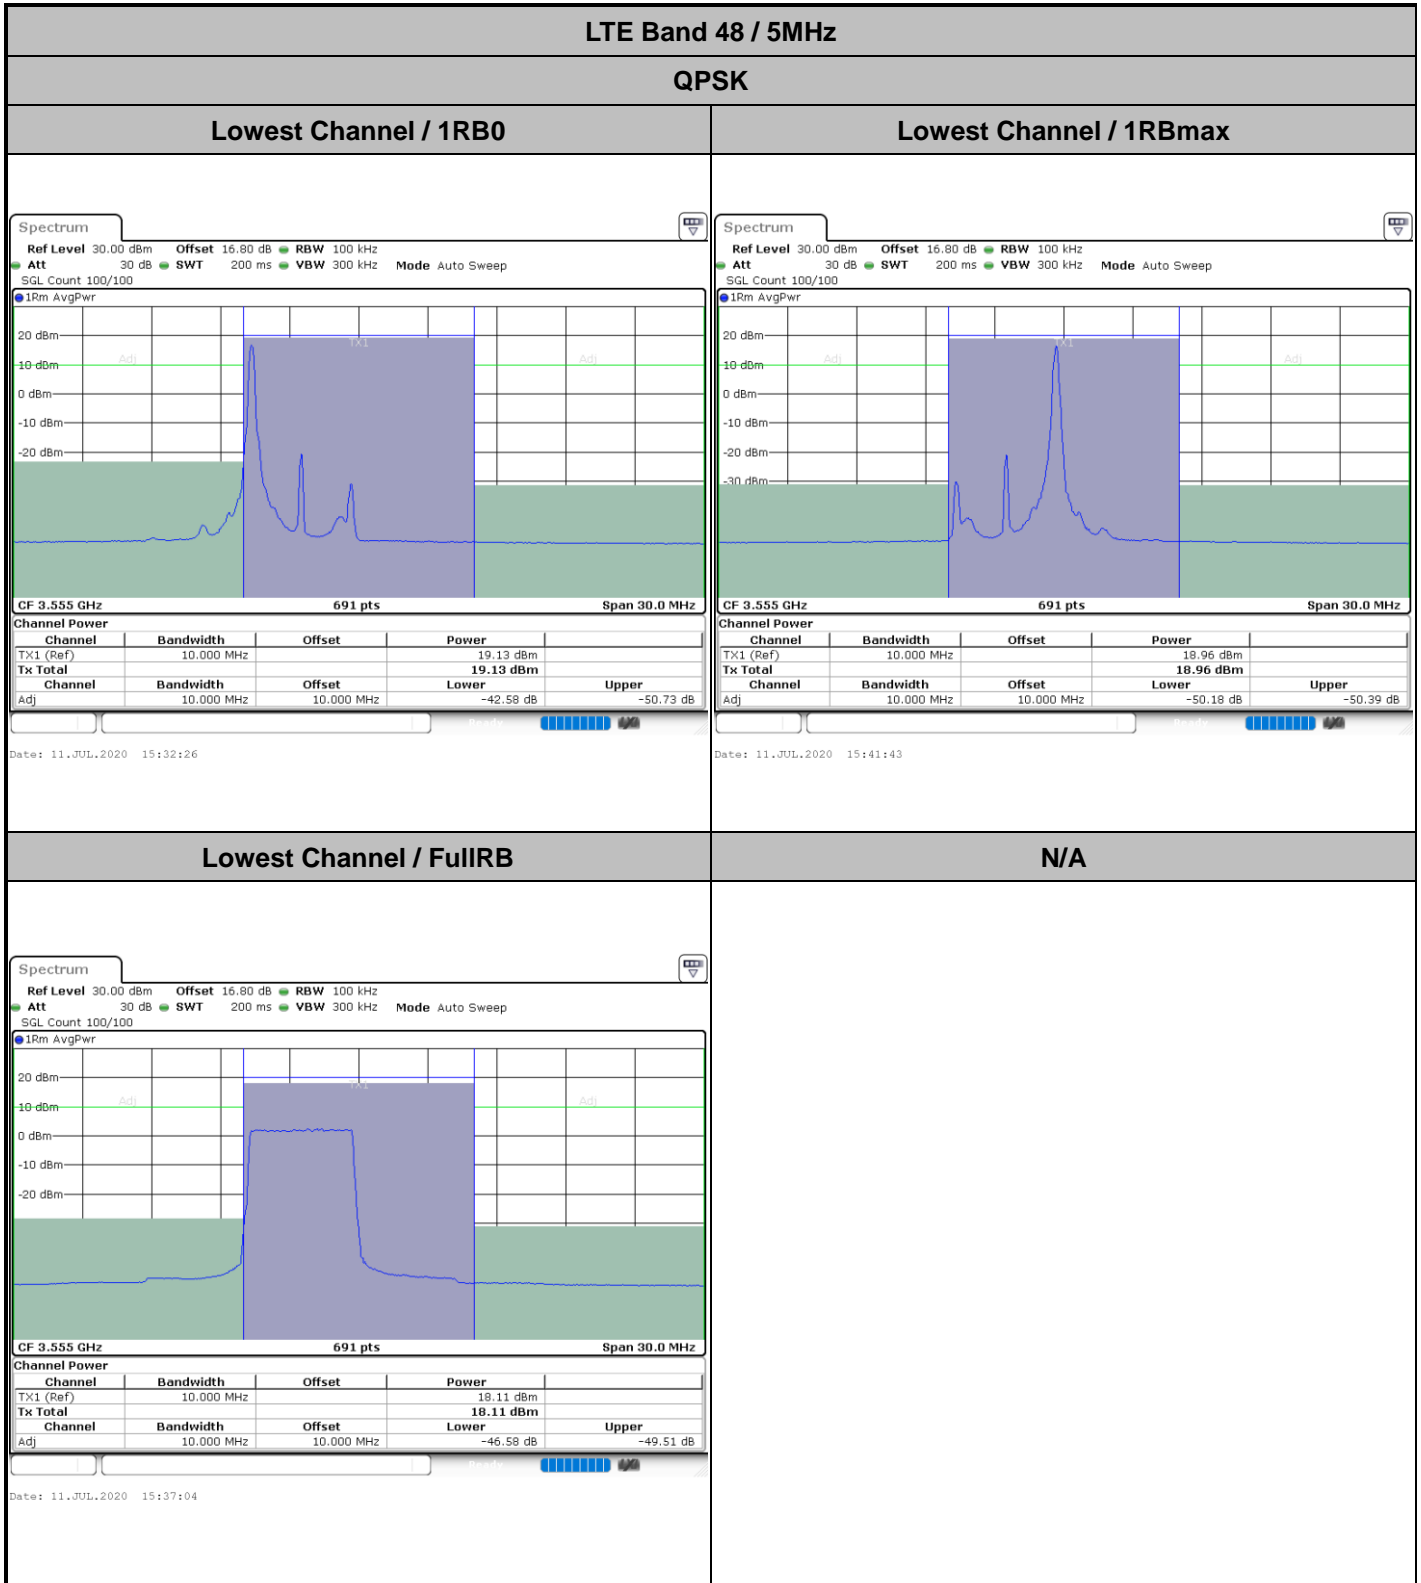 LTE Band 48 / 5MHz
QPSK
Lowest Channel / 1RB0
Lowest Channel / 1RBmax
Spectrum
Ref Level 30.00 dBm Offset 16.80 dB RBW 100 kHz
Att 30 dB SWT 200 ms VBW 300 kHz Mode Auto Sweep
SGL Count 100/100
1Rm AvgPwr
TX1
20 dBm
Adj
Adj
10 dBm
0 dBm
-10 dBm
-20 dBm
CF 3.555 GHz 691 pts Span 30.0 MHz
Channel Power
Channel Bandwidth Offset Power
TX1 (Ref) 10.000 MHz 19.13 dBm
Tx Total 19.13 dBm
Channel Bandwidth Offset Lower Upper
Adj 10.000 MHz 10.000 MHz -42.58 dB -50.73 dB
Ready
Date: 11.JUL.2020 15:32:26
Spectrum
Ref Level 30.00 dBm Offset 16.80 dB RBW 100 kHz
Att 30 dB SWT 200 ms VBW 300 kHz Mode Auto Sweep
SGL Count 100/100
1Rm AvgPwr
TX1
20 dBm
Adj
Adj
10 dBm
0 dBm
-10 dBm
-20 dBm
-30 dBm
CF 3.555 GHz 691 pts Span 30.0 MHz
Channel Power
Channel Bandwidth Offset Power
TX1 (Ref) 10.000 MHz 18.96 dBm
Tx Total 18.96 dBm
Channel Bandwidth Offset Lower Upper
Adj 10.000 MHz 10.000 MHz -50.18 dB -50.39 dB
Ready
Date: 11.JUL.2020 15:41:43
Lowest Channel / FullRB
N/A
Spectrum
Ref Level 30.00 dBm Offset 16.80 dB RBW 100 kHz
Att 30 dB SWT 200 ms VBW 300 kHz Mode Auto Sweep
SGL Count 100/100
1Rm AvgPwr
TX1
20 dBm
Adj
Adj
10 dBm
0 dBm
-10 dBm
-20 dBm
CF 3.555 GHz 691 pts Span 30.0 MHz
Channel Power
Channel Bandwidth Offset Power
TX1 (Ref) 10.000 MHz 18.11 dBm
Tx Total 18.11 dBm
Channel Bandwidth Offset Lower Upper
Adj 10.000 MHz 10.000 MHz -46.58 dB -49.51 dB
Ready
Date: 11.JUL.2020 15:37:04